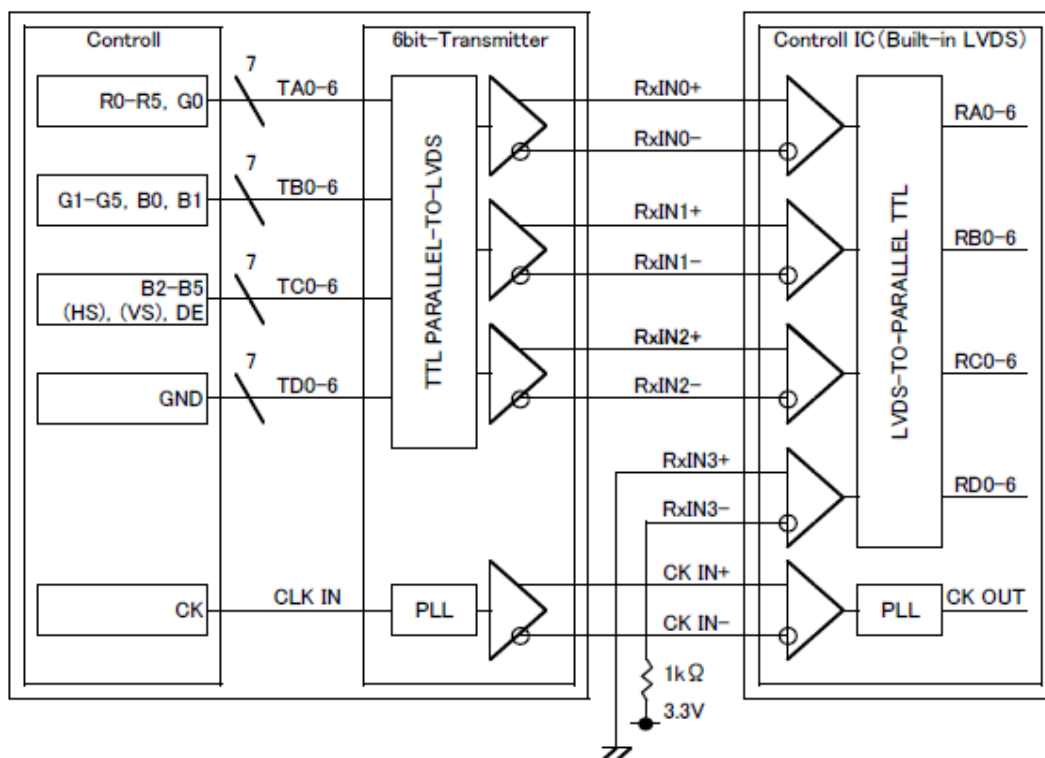 Controll
6bit-Transmitter
Controll IC(Built-in LVDS)
R0-R5, G0
7
TA0-6
RxIN0+
RxIN0-
RA0-6
G1-G5, B0, B1
7
TB0-6
RxIN1+
RxIN1-
RB0-6
B2-B5
(HS), (VS), DE
7
TC0-6
RxIN2+
RxIN2-
RC0-6
GND
7
TD0-6
TTL PARALLEL-TO-LVDS
LVDS-TO-PARALLEL TTL
RxIN3+
RxIN3-
RD0-6
CK
CLK IN
PLL
CK IN+
CK IN-
PLL
CK OUT
1kΩ
3.3V